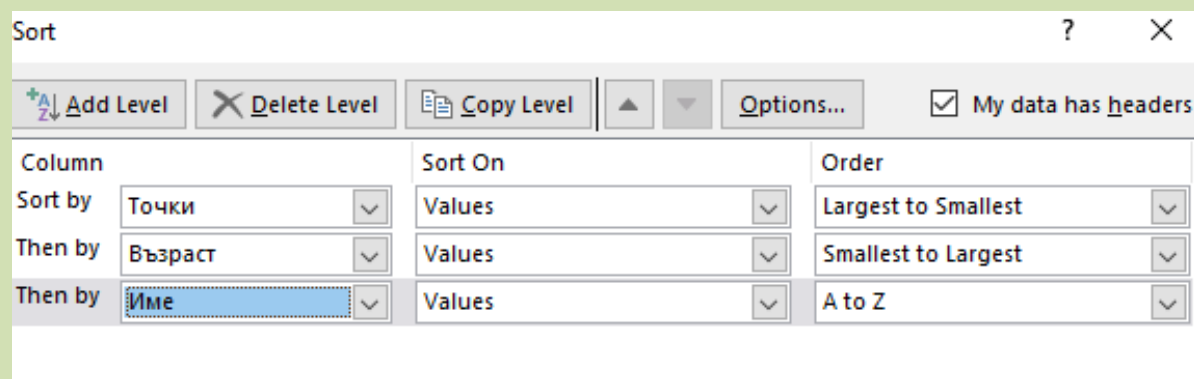 Sort ?
Add Level Delete Level Copy Level Options... My data has headers
Column Sort On Order
Sort by Точки Values Largest to Smallest
Then by Възраст Values Smallest to Largest
Then by Име Values A to Z